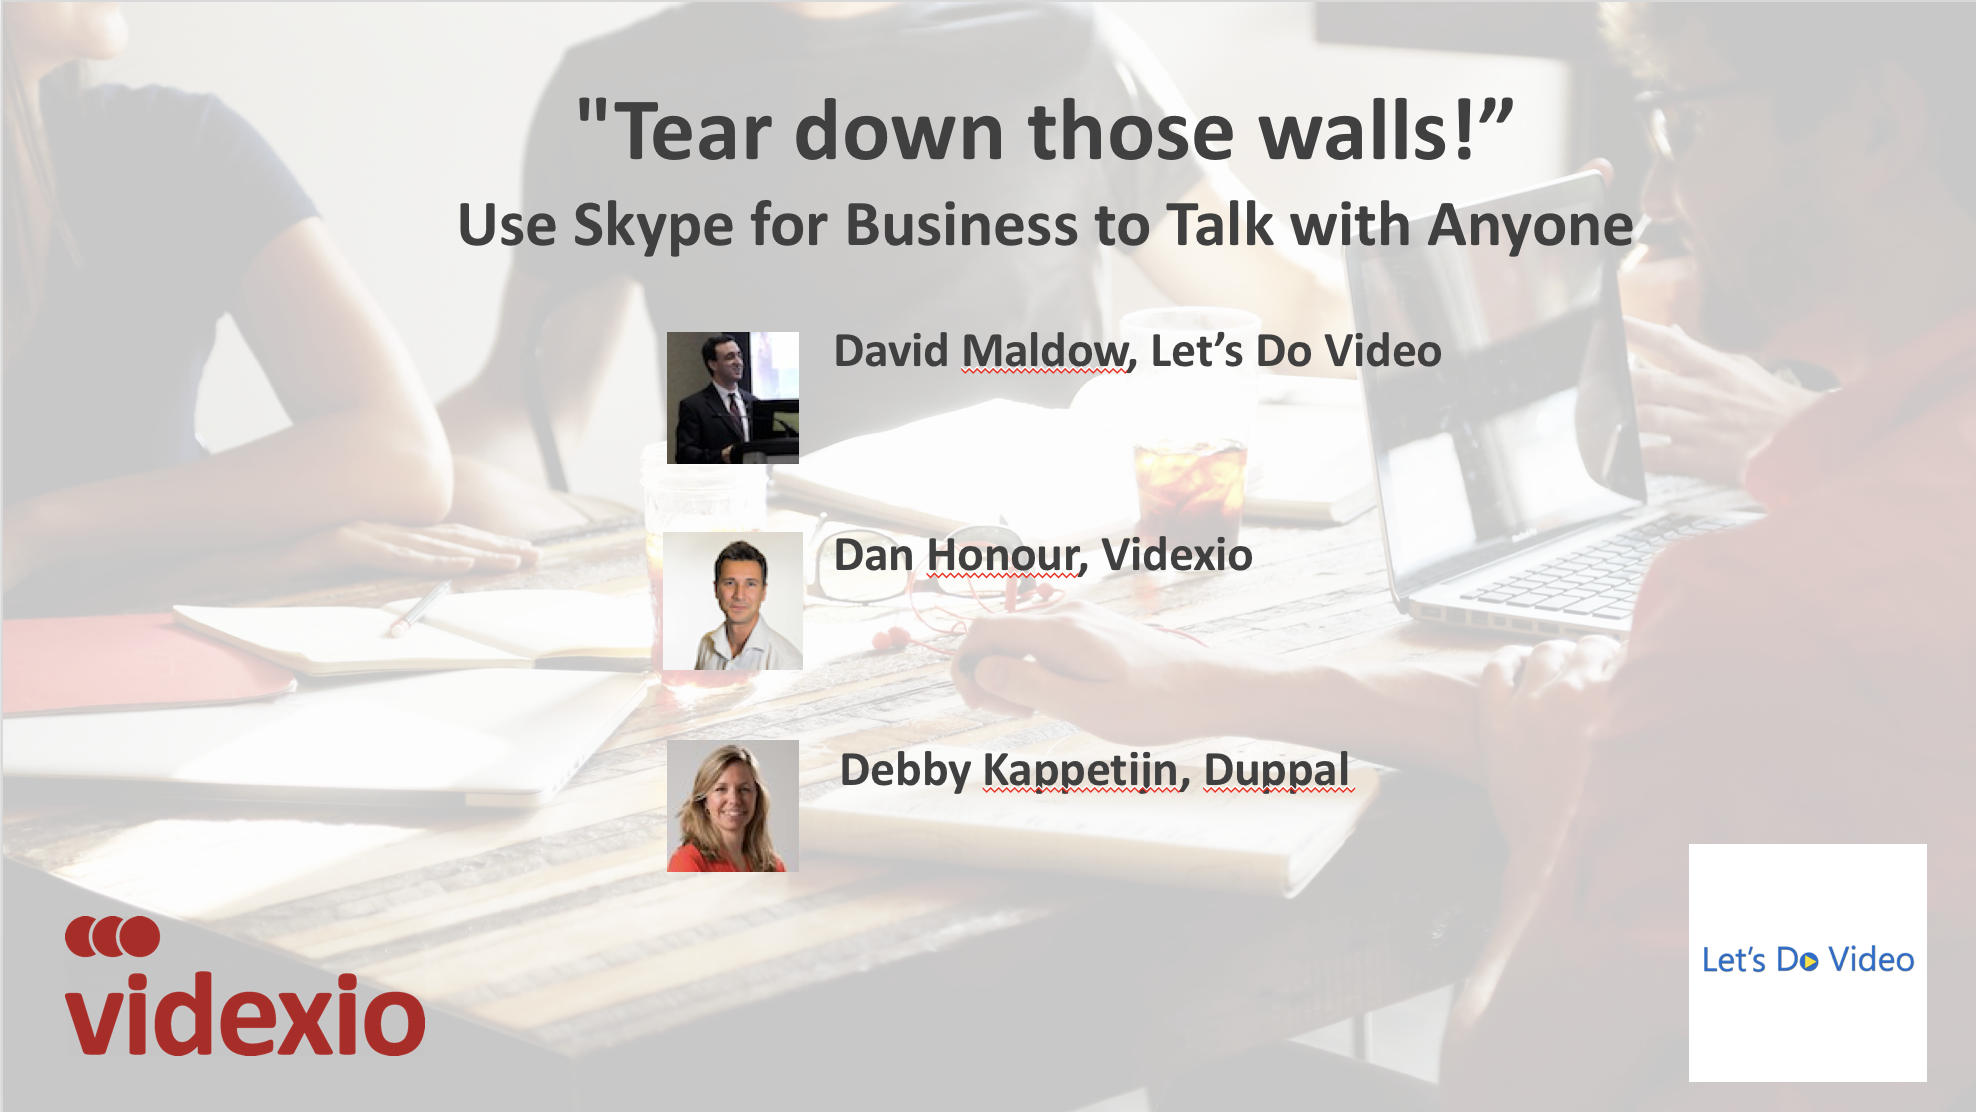 "Tear down those walls!”
Use Skype for Business to Talk with Anyone
David Maldow, Let’s Do Video
Dan Honour, Videxio
Debby Kappetijn, Duppal
videxio
Let's Do Video